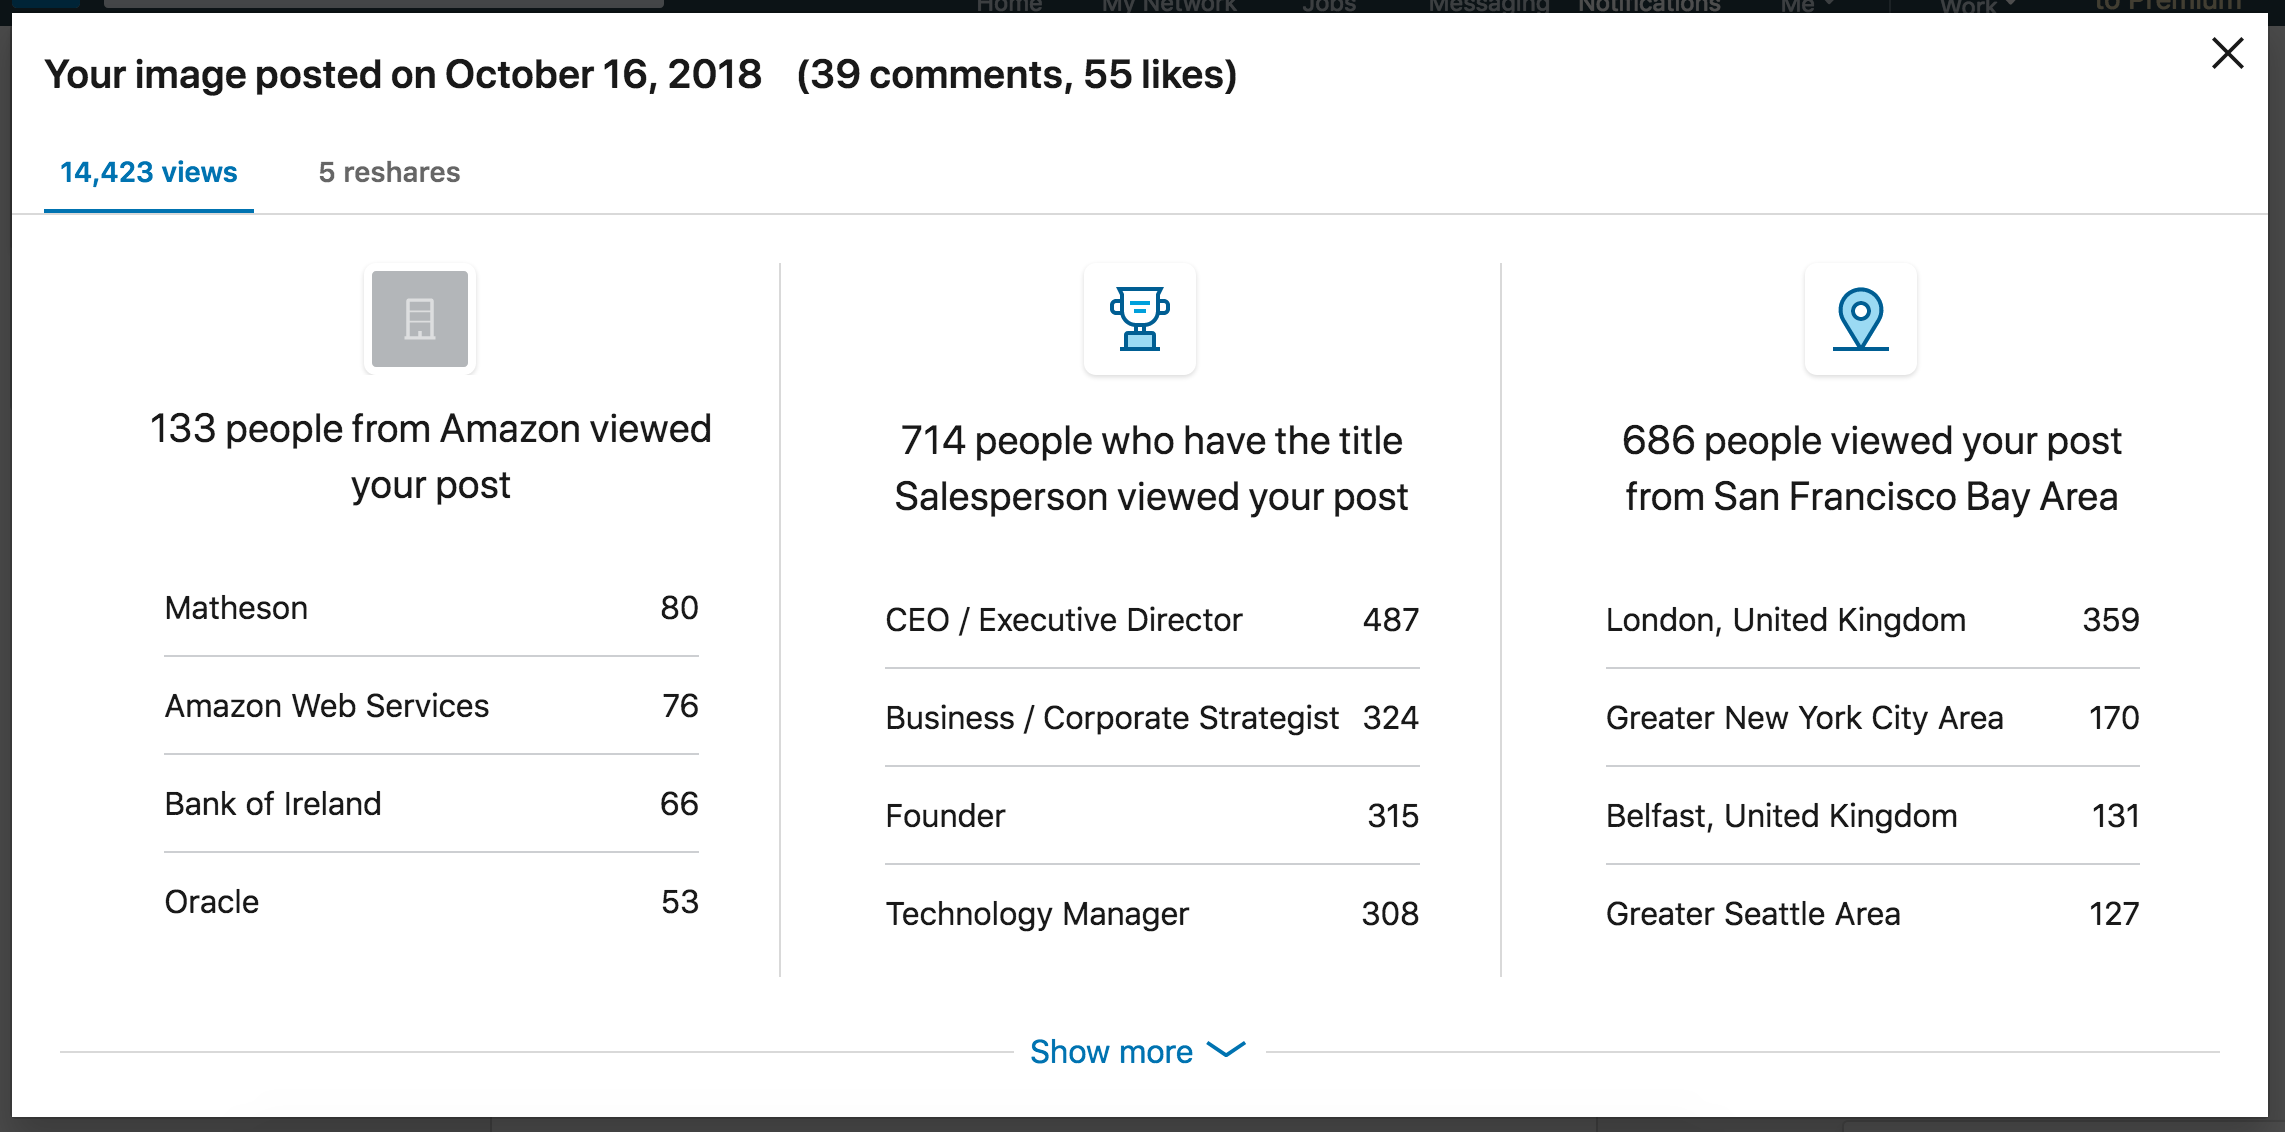 Home My Network Jobs Messaging Notifications Me Work to Premium
Your image posted on October 16, 2018 (39 comments, 55 likes)
14,423 views 5 reshares
133 people from Amazon viewed
your post
Matheson 80
Amazon Web Services 76
Bank of Ireland 66
Oracle 53
714 people who have the title
Salesperson viewed your post
CEO / Executive Director 487
Business / Corporate Strategist 324
Founder 315
Technology Manager 308
686 people viewed your post
from San Francisco Bay Area
London, United Kingdom 359
Greater New York City Area 170
Belfast, United Kingdom 131
Greater Seattle Area 127
Show more